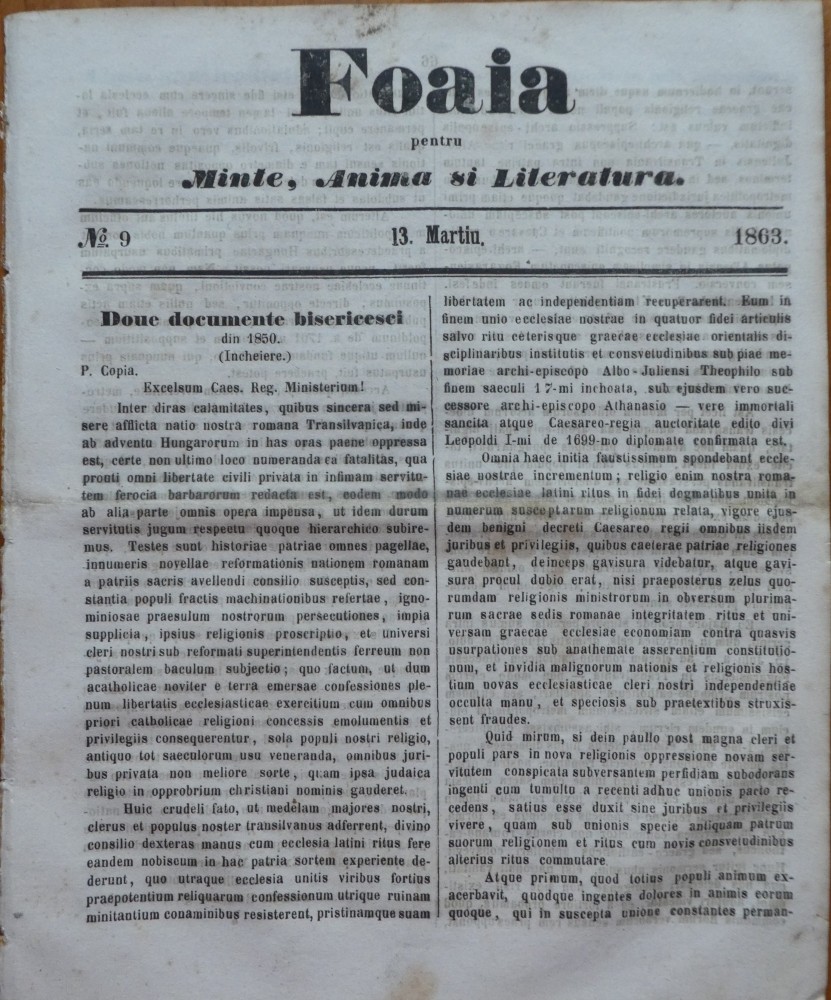 Foaia
pentru
Minte, Anima si Literatura.
No. 9
13. Martiu.
1863.
Doue documente bisericesci
— din 1850. —
(Incheiere.)
P. Copia.
Excelsum Caes. Reg. Ministerium!
Inter diras calamitates, quibus sincera sed mi-
sere afflicta natio nostra romana Transilvanica, inde
ab adventu Hungarorum in has oras paene oppressa
est, certe non ultimo loco numeranda ea fatalitas, qua
prouti omni libertate civili privata in infimam servitu-
tem ferocia barbarorum redacta est, eodem modo
ab alia parte omnis opera impensa, ut idem durum
servitutis jugum respectu quoque hierarchico subire-
mus. Testes sunt historiae patriae omnes pagellae,
innumeris novellae reformationis nationem romanam
a patriis sacris avellendi consilio susceptis, sed con-
stantia populi fractis machinationibus refertae, igno-
miniosae praesulum nostrorum persecutiones, impia
supplicia, ipsius religionis proscriptio, et universi
cleri nostri sub reformati superintendentis ferreum non
pastoralem baculum subjectio; quo factum, ut dum
acatholicae noviter e terra emersae confessiones ple-
num libertatis ecclesiasticae exercitium cum omnibus
priori catholicae religioni concessis emolumentis et
privilegiis consequerentur, sola populi nostri religio,
antiquo tot saeculorum usu veneranda, omnibus juri-
bus privata non meliore sorte, quam ipsa judaica
religio in opprobrium christiani nominis gauderet.
Huic crudeli fato, ut medelam majores nostri,
clerus et populus noster transilvanus adferrent, divino
consilio dexteras manus cum ecclesia latini ritus fere
eandem nobiscum in hac patria sortem experiente de-
derunt, quo utraque ecclesia unitis viribus fortius
praepotentium reliquarum confessionum utrique ruinam
minitantium conaminibus resisterent, pristinamque suam
libertatem ac independentiam recuperarent. Eum in
finem unio ecclesiae nostrae in quatuor fidei articulis
salvo ritu ceterisque graecae ecclesiae orientalis di-
sciplinaribus institutis et consvetudinibus sub piae me-
moriae archi-episcopo Albo-Juliensi Theophilo sub
finem saeculi 17-mi inchoata, sub ejusdem vero suc-
cessore archi-episcopo Athanasio — vere immortali
sancita atque Caesareo-regia auctoritate edito divi
Leopoldi I-mi de 1699-mo diplomate confirmata est.
Omnia haec initia faustissimum spondebant eccle-
siae nostrae incrementum; religio enim nostra roma-
nae ecclesiae latini ritus in fidei dogmatibus unita in
numerum susceptarum religionum relata, vigore ejus-
dem benigni decreti Caesareo regii omnibus iisdem
juribus et privilegiis, quibus caeterae patriae religiones
gaudebant, deinceps gavisura videbatur, atque gavi-
sura procul dubio erat, nisi praeposterus zelus quo-
rumdam religionis ministrorum in obversum plurima-
rum sacrae sedis romanae integritatem ritus et uni-
versam graecae ecclesiae economiam contra quasvis
usurpationes sub anathemate asserentium constitutio-
num, et invidia malignorum nationis et religionis hos-
tium novas ecclesiasticae cleri nostri independentiae
occulta manu, et speciosis sub praetextibus struxis-
sent fraudes.
Quid mirum, si dein paullo post magna cleri et
populi pars in nova religionis oppressione novam ser-
vitutem conspicata subversantem perfidiam subodorans
ingenti cum tumultu a recenti adhuc unionis pacto re-
cedens, satius esse duxit sine juribus et privilegiis
vivere, quam sub unionis specie antiquam patrum
suorum religionem et ritus cum novis consvetudinibus
alterius ritus commutare
Atque primum, quod totius populi animum ex-
acerbavit, quodque ingentes dolores in animis eorum
quoque, qui in suscepta unione constantes perman-